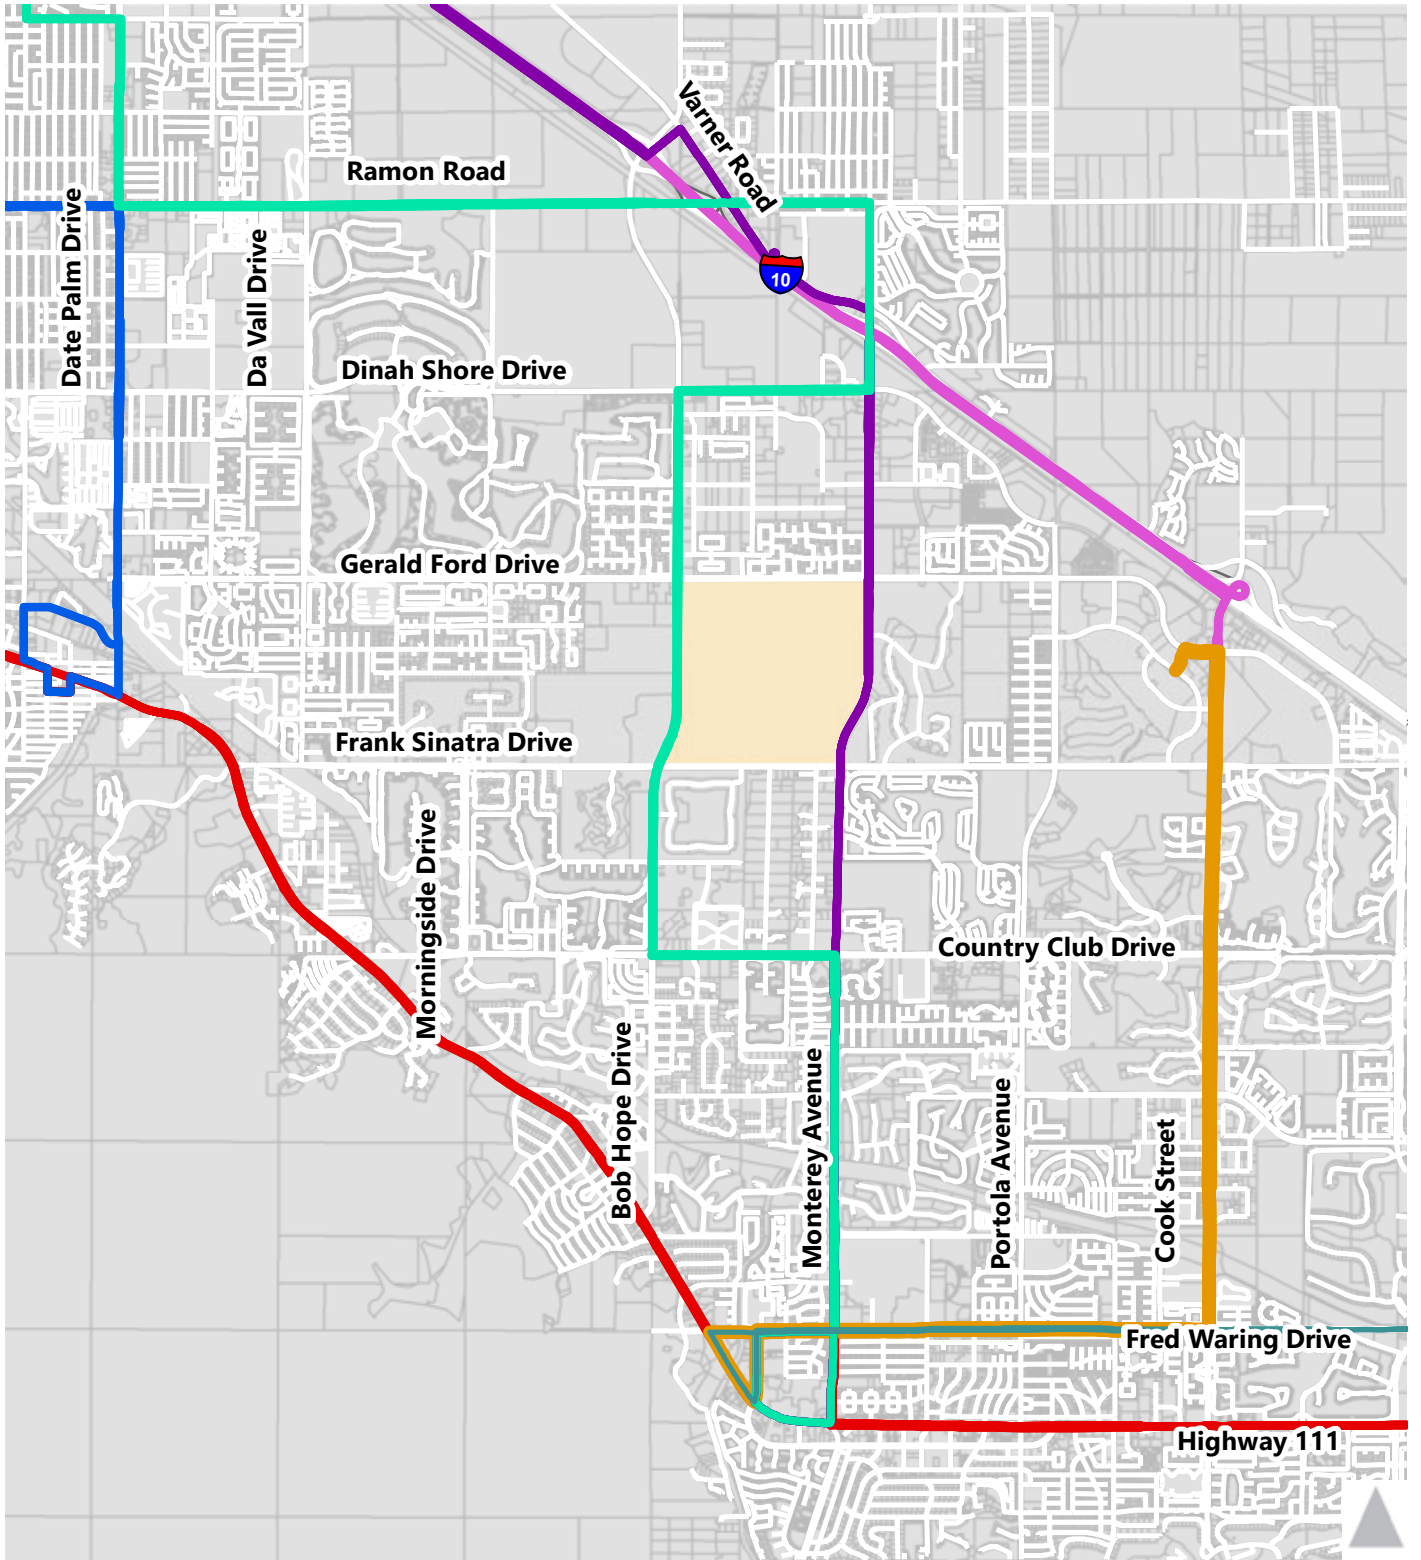 Varner Road
Ramon Road
Date Palm Drive
Da Vall Drive
10
Dinah Shore Drive
Gerald Ford Drive
Frank Sinatra Drive
Morningside Drive
Country Club Drive
Bob Hope Drive
Monterey Avenue
Portola Avenue
Cook Street
Fred Waring Drive
Highway 111